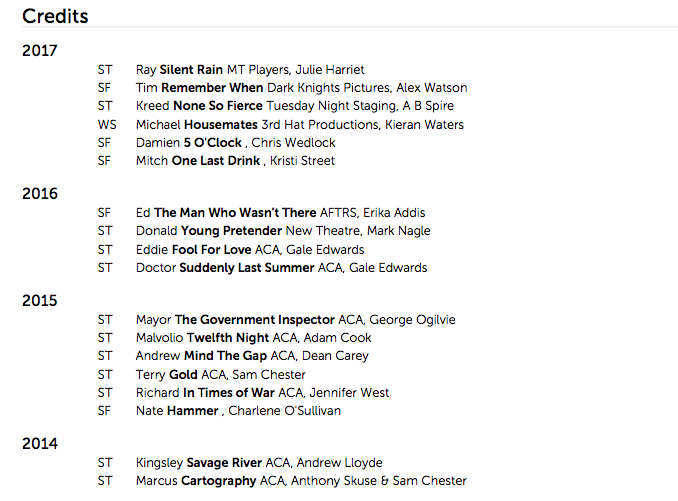 Credits
2017
ST Ray Silent Rain MT Players, Julie Harriet
SF Tim Remember When Dark Knights Pictures, Alex Watson
ST Kreed None So Fierce Tuesday Night Staging, A B Spire
WS Michael Housemates 3rd Hat Productions, Kieran Waters
SF Damien 5 O'Clock , Chris Wedlock
SF Mitch One Last Drink , Kristi Street
2016
SF Ed The Man Who Wasn't There AFTRS, Erika Addis
ST Donald Young Pretender New Theatre, Mark Nagle
ST Eddie Fool For Love ACA, Gale Edwards
ST Doctor Suddenly Last Summer ACA, Gale Edwards
2015
ST Mayor The Government Inspector ACA, George Ogilvie
ST Malvolio Twelfth Night ACA, Adam Cook
ST Andrew Mind The Gap ACA, Dean Carey
ST Terry Gold ACA, Sam Chester
ST Richard In Times of War ACA, Jennifer West
SF Nate Hammer , Charlene O'Sullivan
2014
ST Kingsley Savage River ACA, Andrew Lloyde
ST Marcus Cartography ACA, Anthony Skuse & Sam Chester